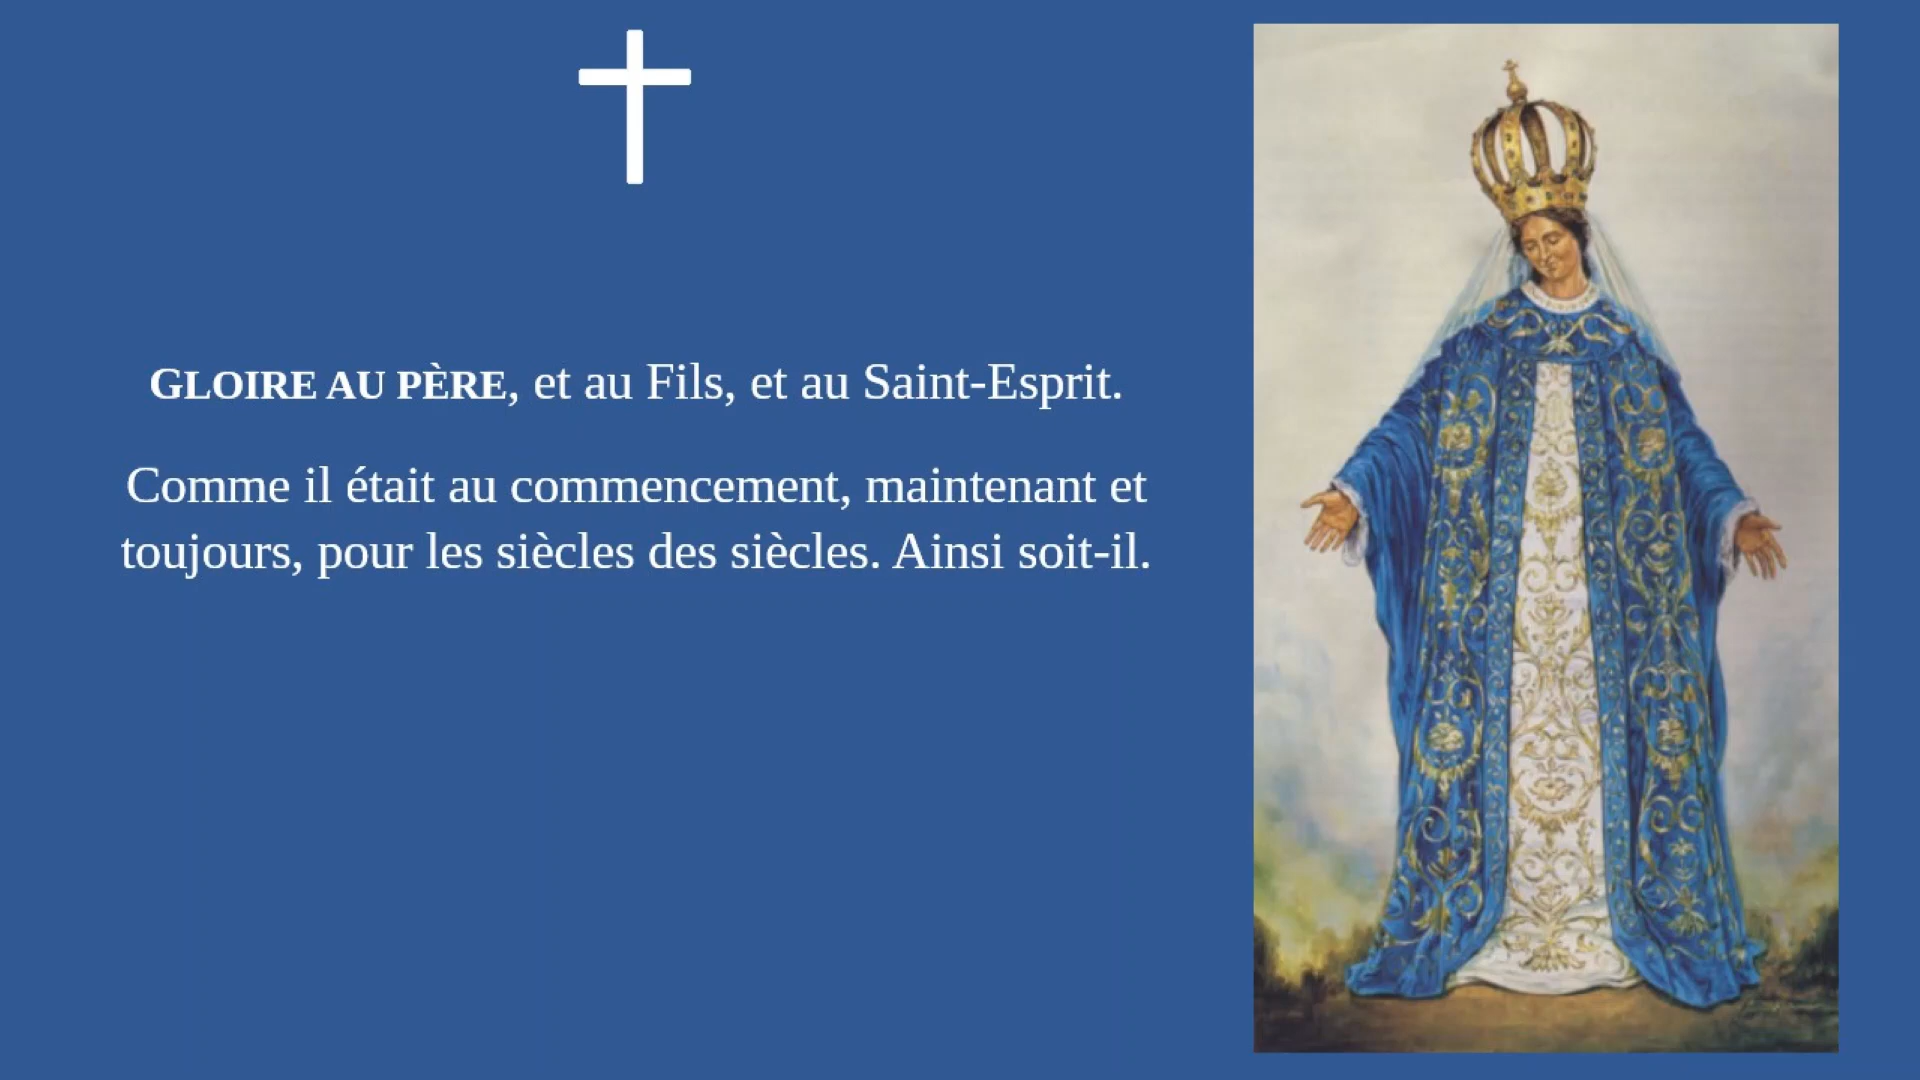 GLOIRE AU PÈRE, et au Fils, et au Saint-Esprit.
Comme il était au commencement, maintenant et
toujours, pour les siècles des siècles. Ainsi soit-il.